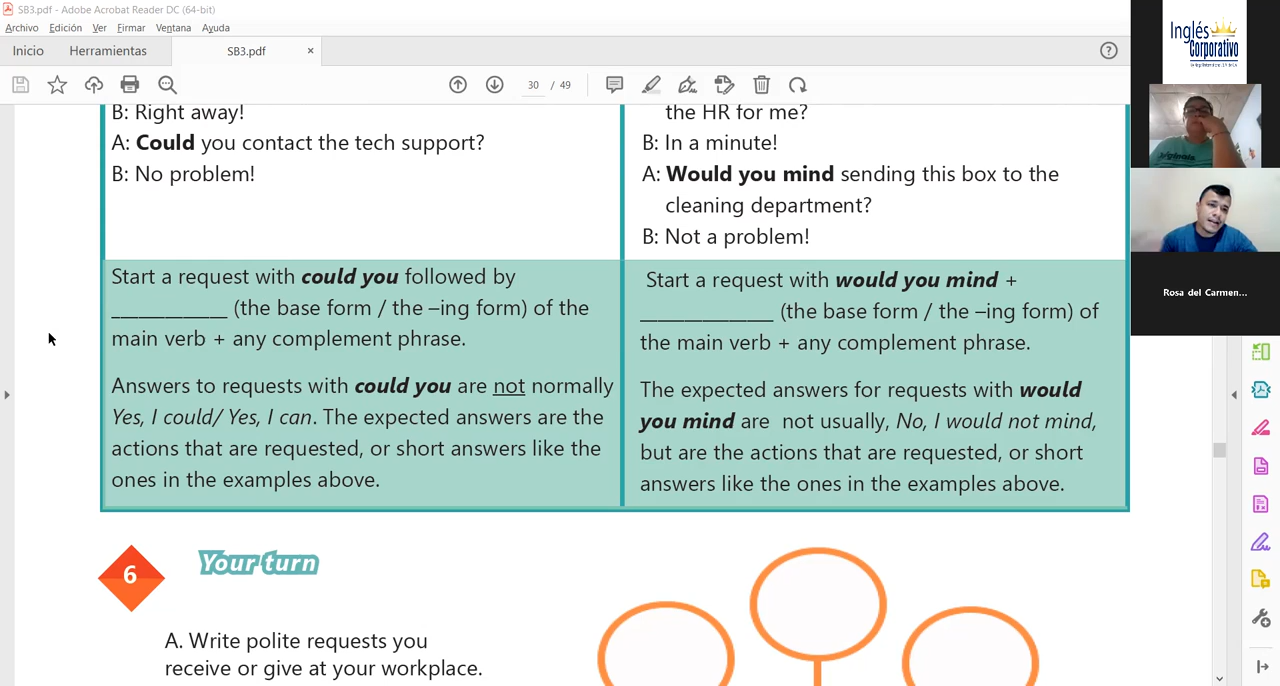 SB3.pdf - Adobe Acrobat Reader DC (64-bit)
Archivo Edición Ver Firmar Ventana Ayuda
Inicio Herramientas SB3.pdf ×
30 / 49
B: Right away!
A: Could you contact the tech support?
B: No problem!
the HR for me?
B: In a minute!
A: Would you mind sending this box to the
cleaning department?
B: Not a problem!
Start a request with could you followed by
____________ (the base form / the –ing form) of the
main verb + any complement phrase.
Answers to requests with could you are not normally
Yes, I could/ Yes, I can. The expected answers are the
actions that are requested, or short answers like the
ones in the examples above.
Start a request with would you mind +
______________ (the base form / the –ing form) of
the main verb + any complement phrase.
The expected answers for requests with would
you mind are not usually, No, I would not mind,
but are the actions that are requested, or short
answers like the ones in the examples above.
6 Your turn
A. Write polite requests you
receive or give at your workplace.
Inglés
Corporativo
Rosa del Carmen...